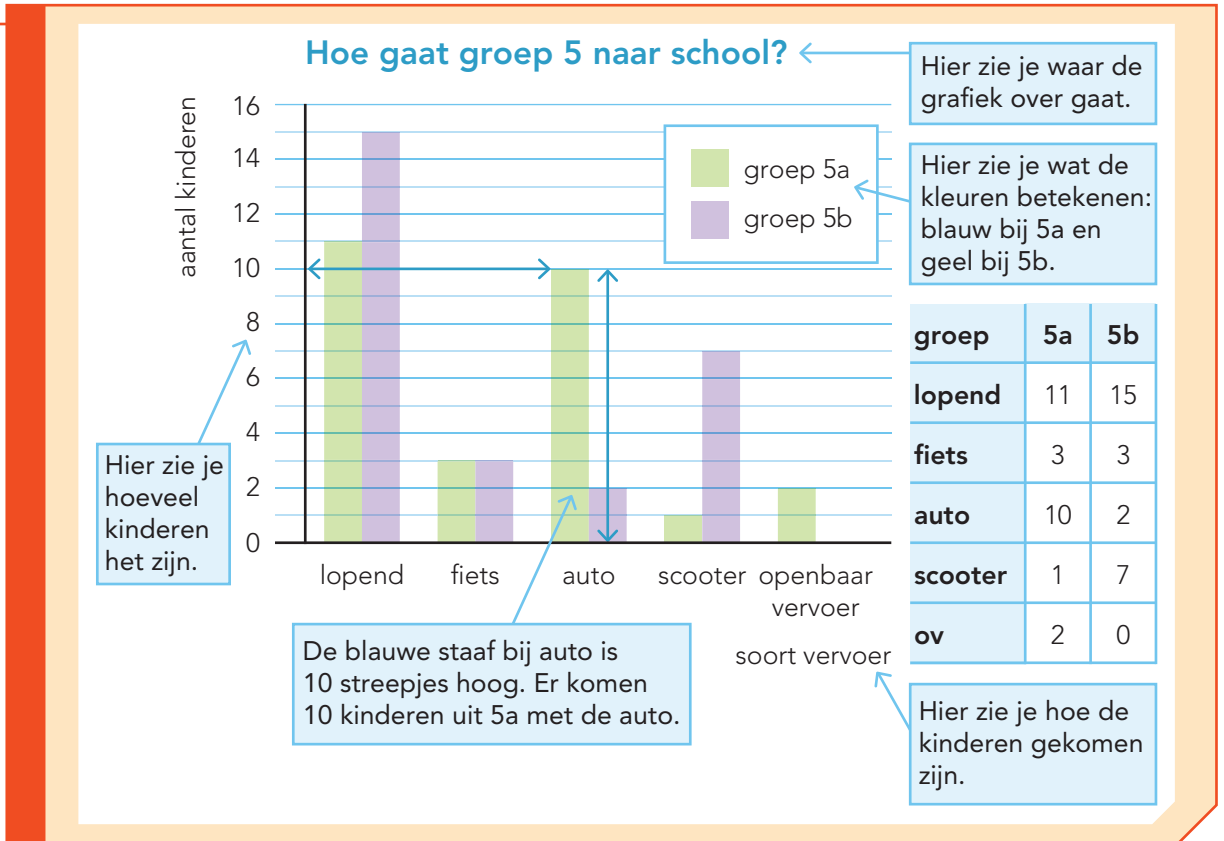 Hoe gaat groep 5 naar school?
Hier zie je waar de
grafiek over gaat.
aantal kinderen
16
14
12
10
8
6
4
2
0
groep 5a
groep 5b
Hier zie je wat de
kleuren betekenen:
blauw bij 5a en
geel bij 5b.
Hier zie je
hoeveel
kinderen
het zijn.
lopend fiets auto scooter openbaar
vervoer
soort vervoer
De blauwe staaf bij auto is
10 streepjes hoog. Er komen
10 kinderen uit 5a met de auto.
groep 5a 5b
lopend 11 15
fiets 3 3
auto 10 2
scooter 1 7
ov 2 0
Hier zie je hoe de
kinderen gekomen
zijn.